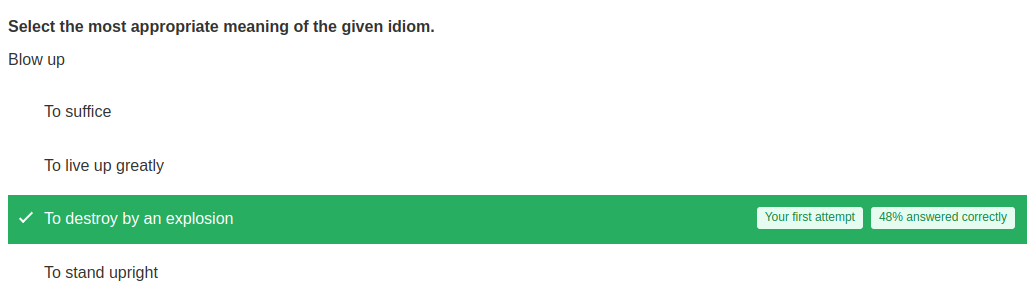 Select the most appropriate meaning of the given idiom.
Blow up
To suffice
To live up greatly
To destroy by an explosion Your first attempt 48% answered correctly
To stand upright